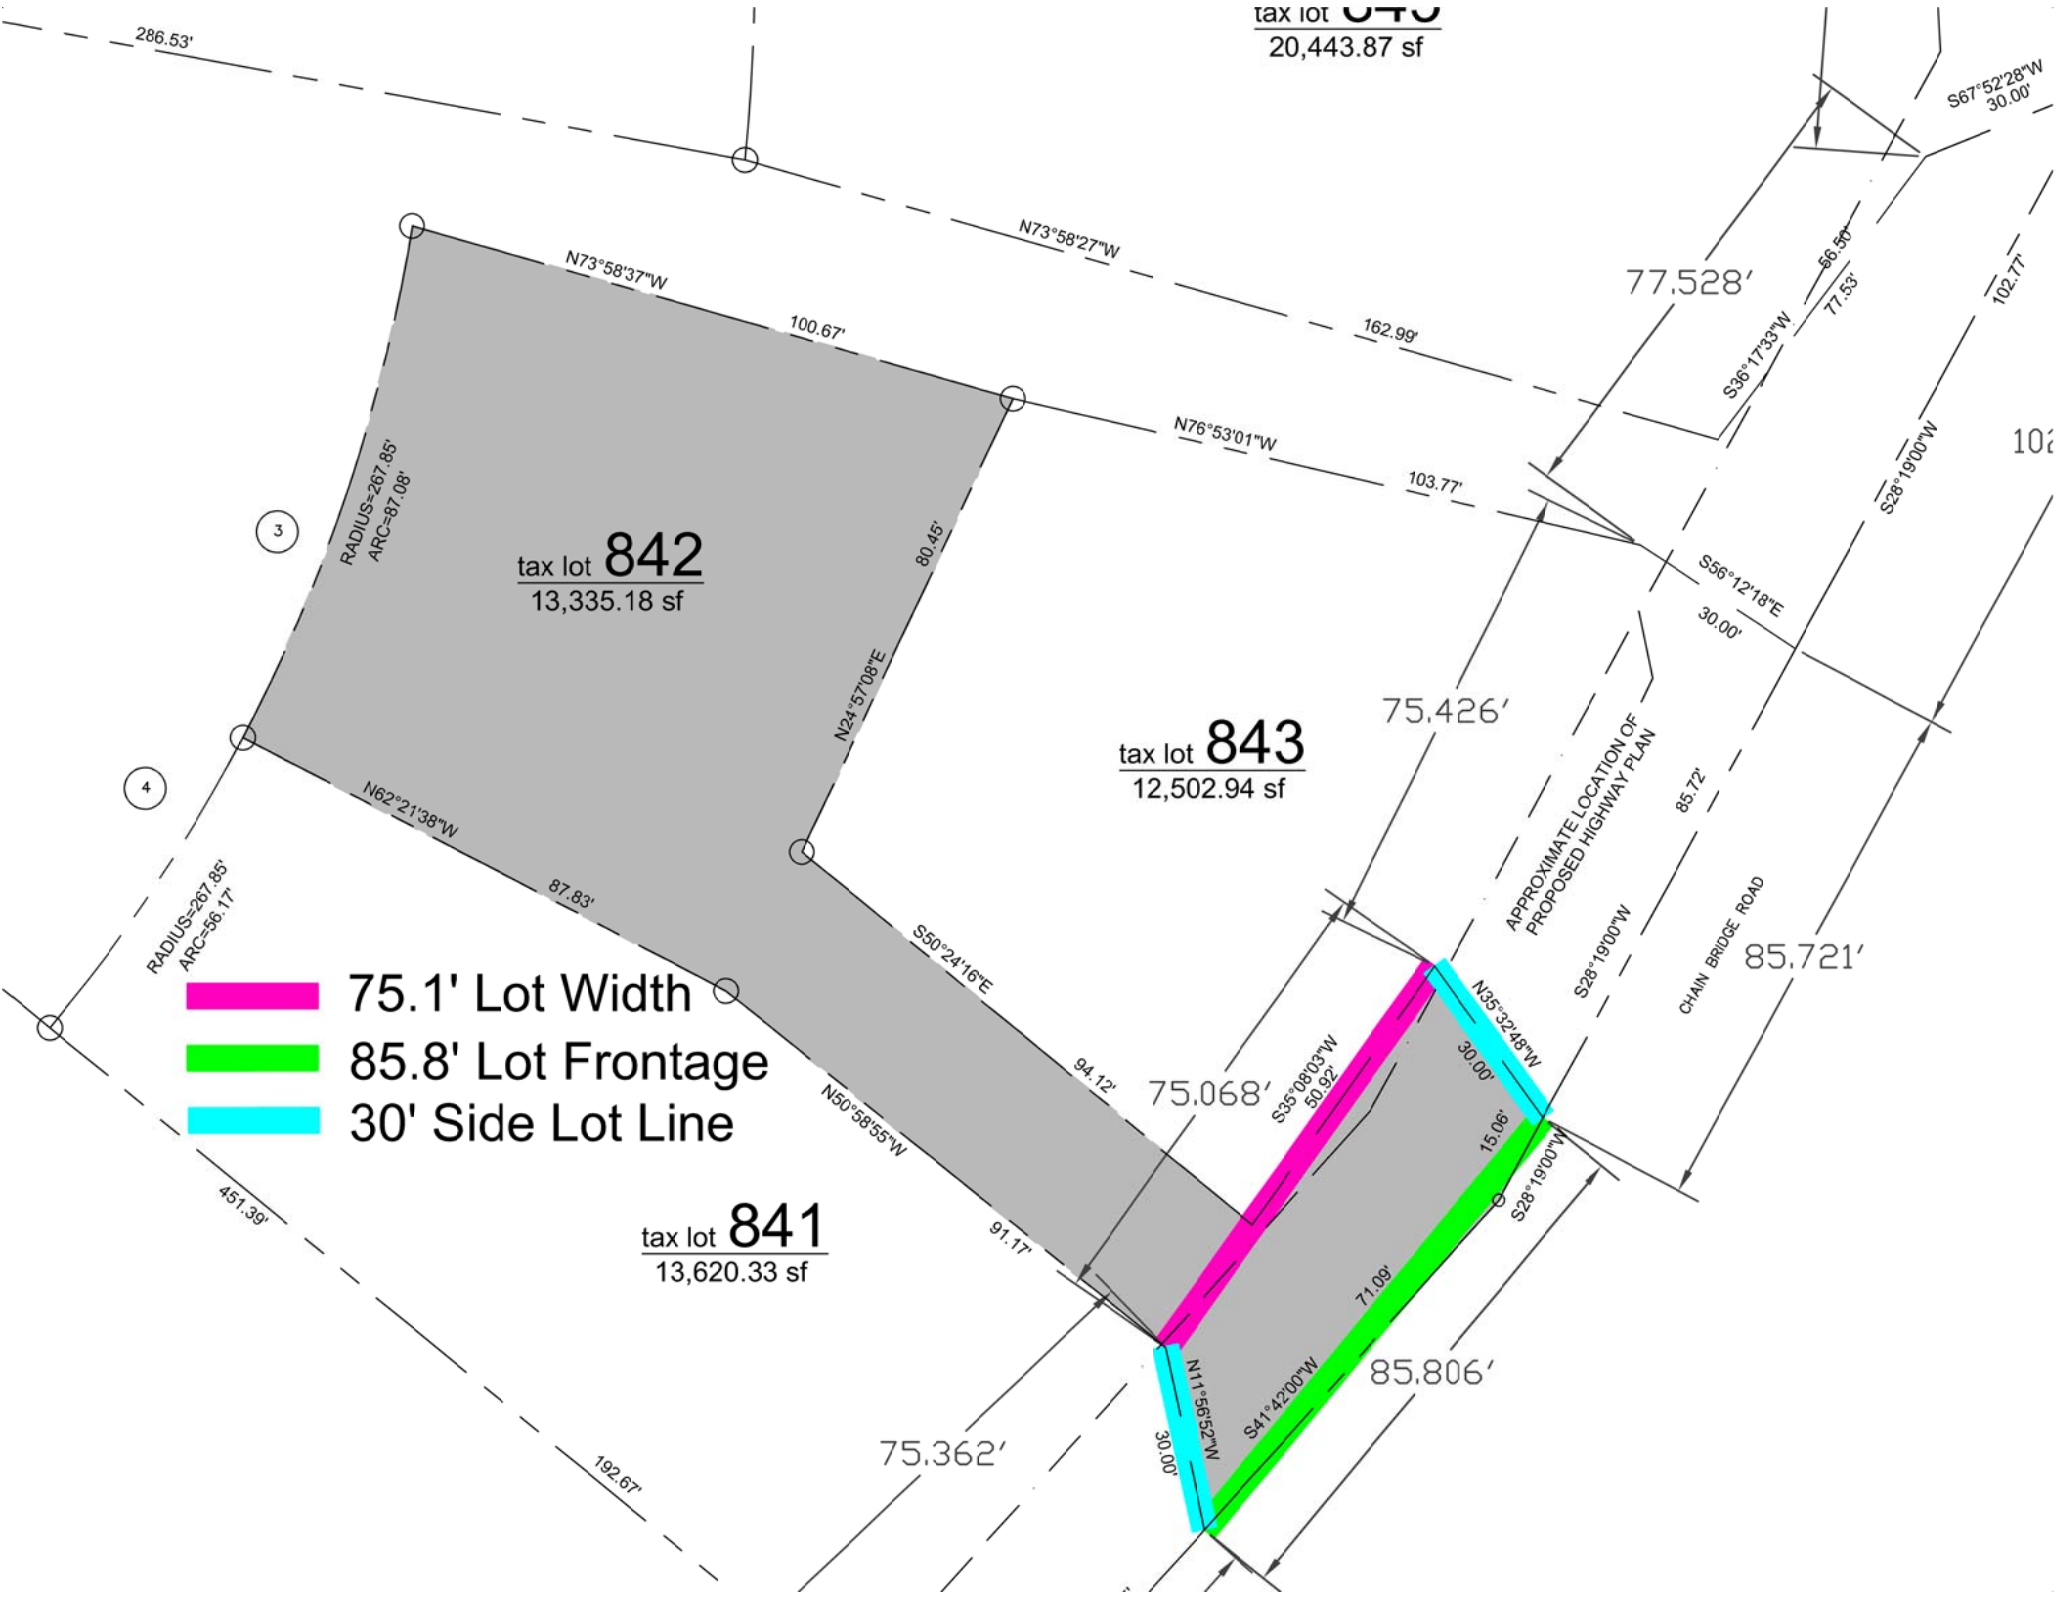 286.53'
20,443.87 sf
S67°52'28"W
30.00'
N73°58'27"W
162.99'
77.528'
56.50'
77.53'
S36°17'33"W
102.77'
S28°19'00"W
N73°58'37"W
100.67'
N76°53'01"W
103.77'
RADIUS=267.85'
ARC=87.08'
3
tax lot 842
13,335.18 sf
80.45'
N24°57'08"E
S56°12'18"E
30.00'
75.426'
tax lot 843
12,502.94 sf
APPROXIMATE LOCATION OF
PROPOSED HIGHWAY PLAN
85.72'
S28°19'00"W
CHAIN BRIDGE ROAD
85.721'
4
N62°21'38"W
87.83'
RADIUS=267.85'
ARC=56.17'
S50°24'16"E
94.12'
75.1' Lot Width
85.8' Lot Frontage
30' Side Lot Line
N50°58'55"W
91.17'
75.068'
S35°08'03"W
50.92'
N35°32'48"W
30.00'
15.06'
S28°19'00"W
451.39'
tax lot 841
13,620.33 sf
71.09'
S41°42'00"W
85.806'
N11°56'52"W
30.00'
75.362'
192.67'